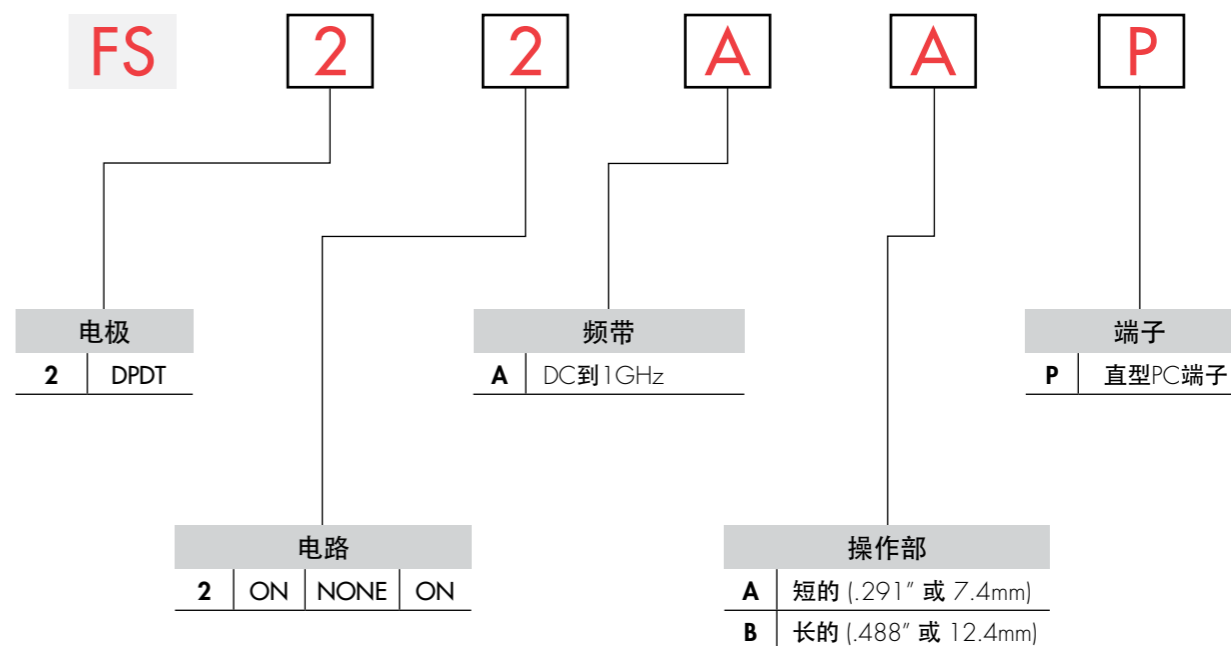 FS 2 2 A A P
电极
2 DPDT
频带
A DC到1GHz
端子
P 直型PC端子
电路
2 ON NONE ON
操作部
A 短的 (.291" 或 7.4mm)
B 长的 (.488" 或 12.4mm)